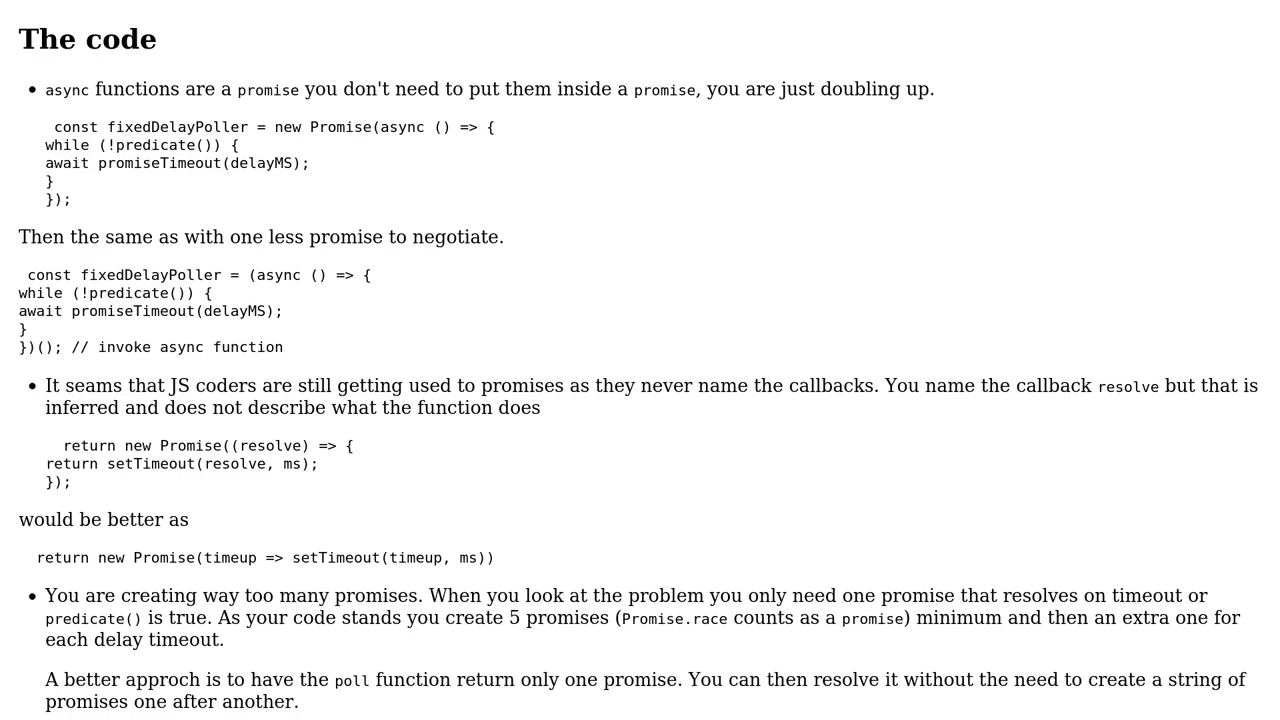 The code
async functions are a promise you don't need to put them inside a promise, you are just doubling up.
const fixedDelayPoller = new Promise(async () => {
while (!predicate()) {
await promiseTimeout(delayMS);
}
});
Then the same as with one less promise to negotiate.
const fixedDelayPoller = (async () => {
while (!predicate()) {
await promiseTimeout(delayMS);
}
})(); // invoke async function
It seams that JS coders are still getting used to promises as they never name the callbacks. You name the callback resolve but that is
inferred and does not describe what the function does
return new Promise((resolve) => {
return setTimeout(resolve, ms);
});
would be better as
return new Promise(timeup => setTimeout(timeup, ms))
You are creating way too many promises. When you look at the problem you only need one promise that resolves on timeout or
predicate() is true. As your code stands you create 5 promises (Promise.race counts as a promise) minimum and then an extra one for
each delay timeout.
A better approch is to have the poll function return only one promise. You can then resolve it without the need to create a string of
promises one after another.